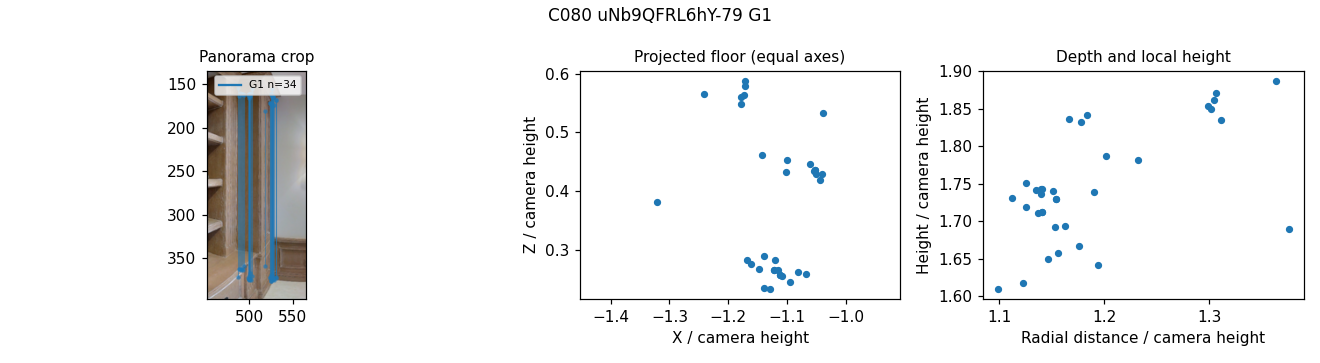 C080 uNb9QFRL6hY-79 G1
Panorama crop
G1 n=34
150
200
250
300
350
500 550
Projected floor (equal axes)
Z / camera height
0.6
0.5
0.4
0.3
−1.4 −1.3 −1.2 −1.1 −1.0
X / camera height
Depth and local height
Height / camera height
1.90
1.85
1.80
1.75
1.70
1.65
1.60
1.1 1.2 1.3
Radial distance / camera height